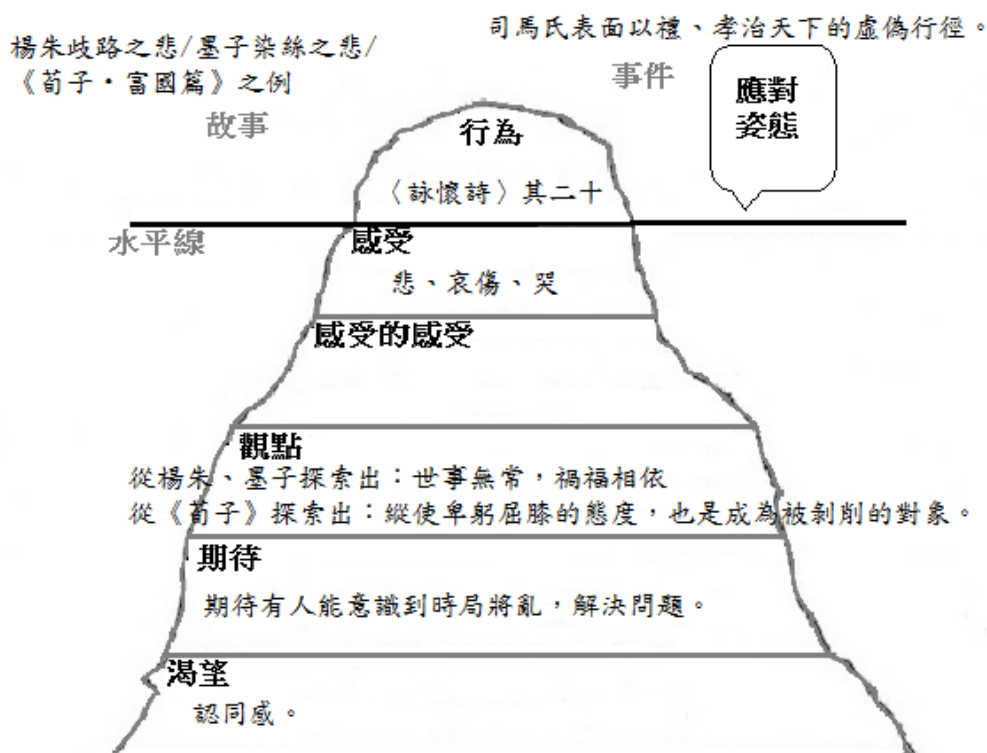 楊朱歧路之悲/墨子染絲之悲/
《荀子・富國篇》之例
故事
司馬氏表面以禮、孝治天下的虛偽行徑。
事件
應對
姿態
行為
〈詠懷詩〉其二十
水平線
感受
悲、哀傷、哭
感受的感受
觀點
從楊朱、墨子探索出：世事無常，禍福相依
從《荀子》探索出：縱使卑躬屈膝的態度，也是成為被剝削的對象。
期待
期待有人能意識到時局將亂，解決問題。
渴望
認同感。